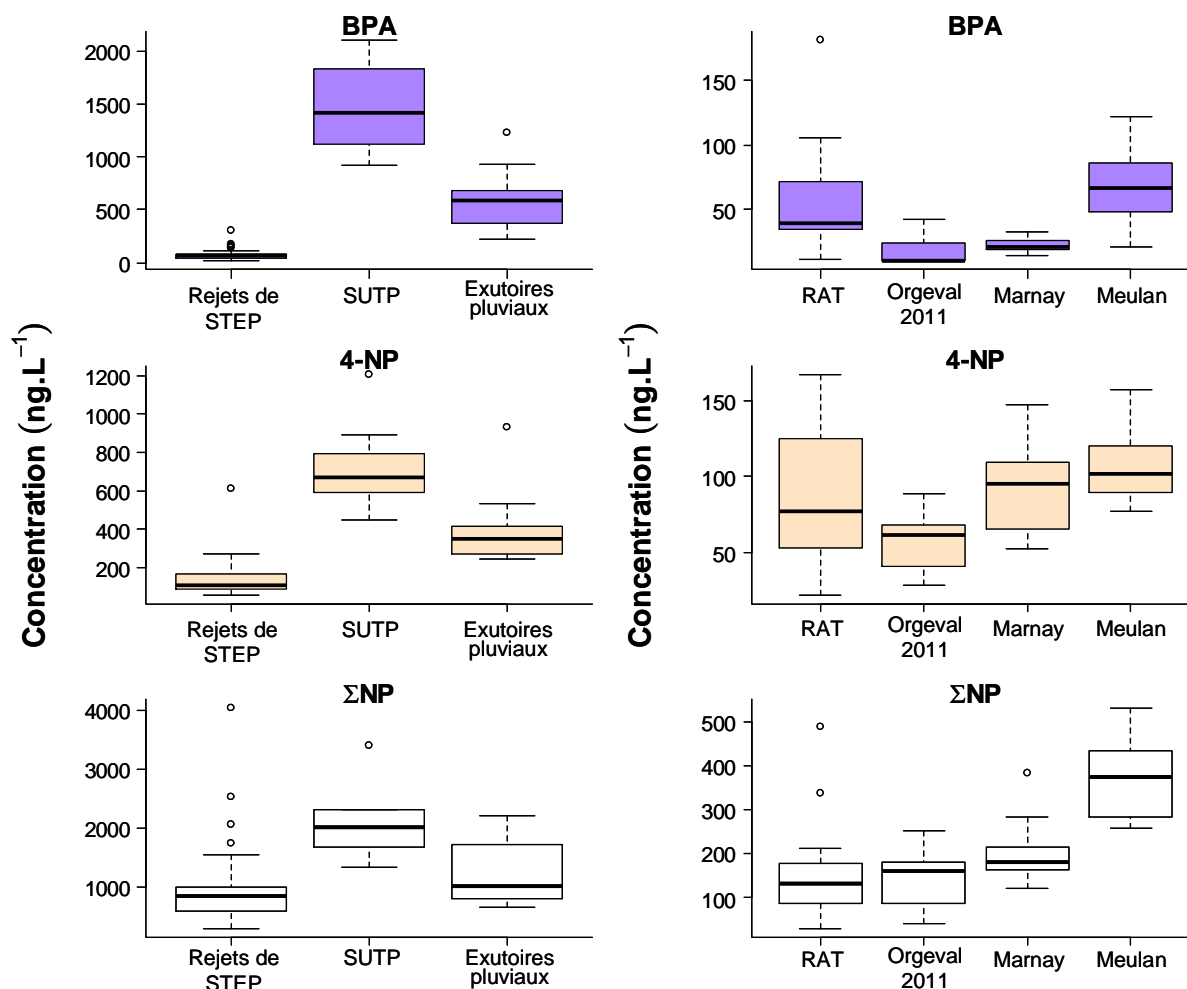 BPA
2000
1500
1000
500
0
Rejets de
STEP
SUTP
Exutoires
pluviaux
BPA
150
100
50
RAT
Orgeval
2011
Marnay
Meulan
Concentration (ng.L⁻¹)
4-NP
1200
1000
800
600
400
200
Rejets de
STEP
SUTP
Exutoires
pluviaux
Concentration (ng.L⁻¹)
4-NP
150
100
50
RAT
Orgeval
2011
Marnay
Meulan
ΣNP
4000
3000
2000
1000
Rejets de
STEP
SUTP
Exutoires
pluviaux
ΣNP
500
400
300
200
100
RAT
Orgeval
2011
Marnay
Meulan